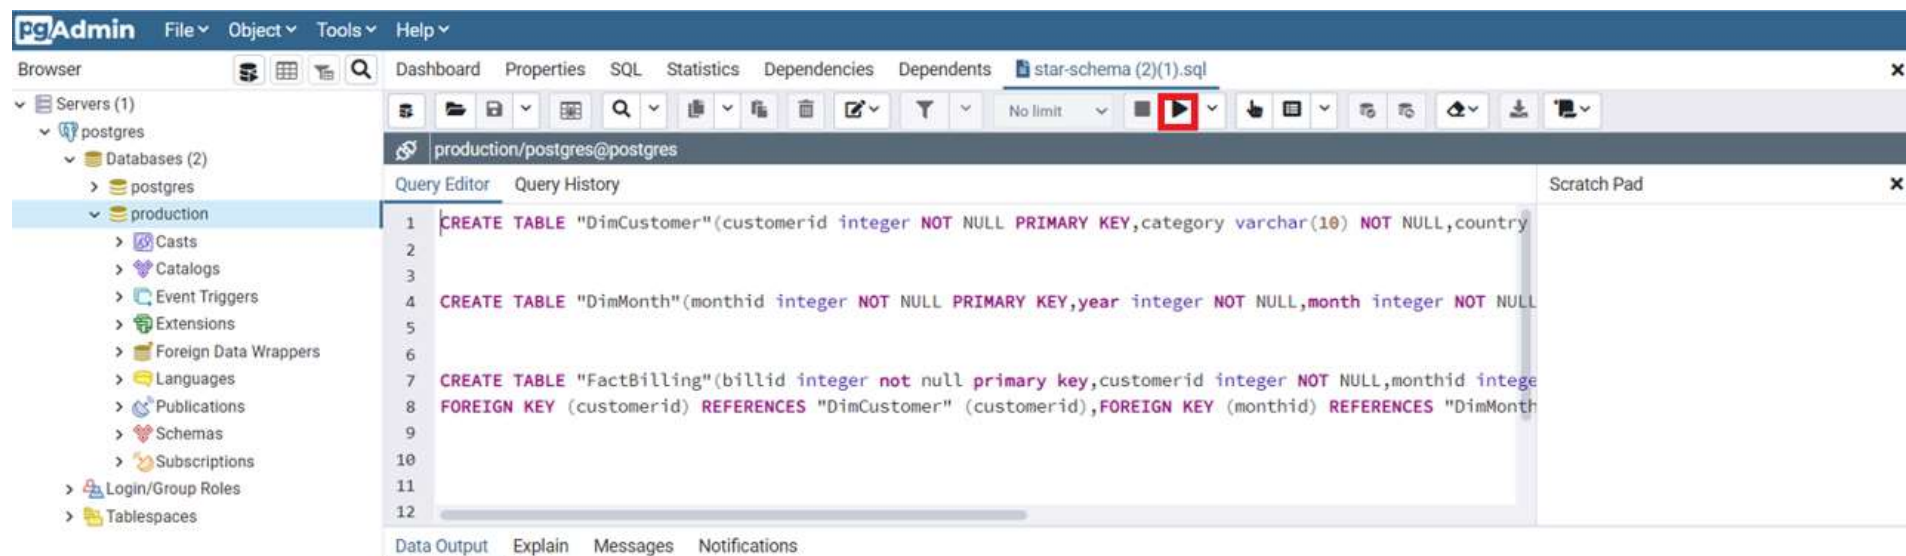 pgAdmin File Object Tools Help
Browser
Dashboard Properties SQL Statistics Dependencies Dependents star-schema (2)(1).sql
Servers (1)
postgres
Databases (2)
postgres
production
Casts
Catalogs
Event Triggers
Extensions
Foreign Data Wrappers
Languages
Publications
Schemas
Subscriptions
Login/Group Roles
Tablespaces
No limit
production/postgres@postgres
Query Editor Query History
Scratch Pad
1 CREATE TABLE "DimCustomer"(customerid integer NOT NULL PRIMARY KEY,category varchar(10) NOT NULL,country
2
3
4 CREATE TABLE "DimMonth"(monthid integer NOT NULL PRIMARY KEY,year integer NOT NULL,month integer NOT NULL
5
6
7 CREATE TABLE "FactBilling"(billid integer not null primary key,customerid integer NOT NULL,monthid intege
8 FOREIGN KEY (customerid) REFERENCES "DimCustomer" (customerid),FOREIGN KEY (monthid) REFERENCES "DimMonth
9
10
11
12
Data Output Explain Messages Notifications